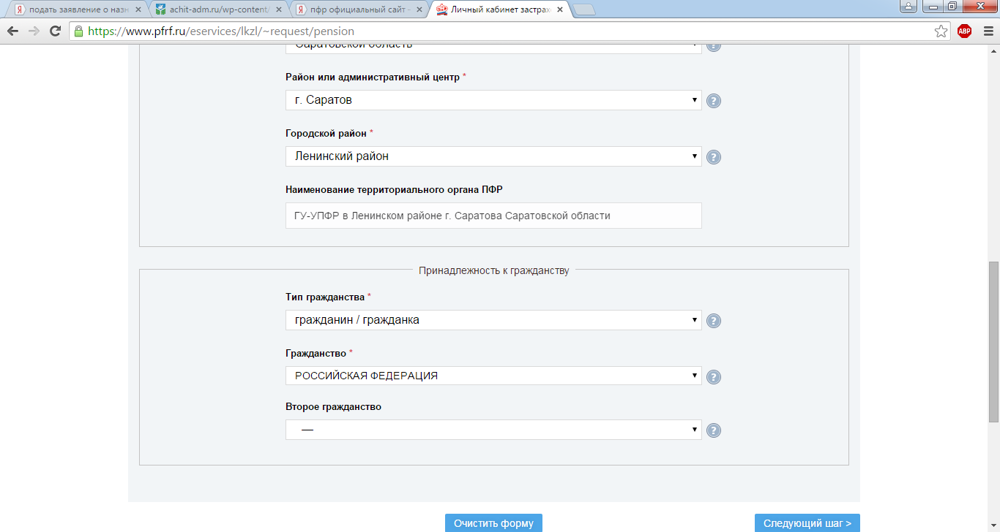 подать заявление о назн
achit-adm.ru/wp-content/
пфр официальный сайт -
Личный кабинет застрах
https://www.pfrf.ru/eservices/lkzl/~request/pension
ABP
Саратовской область
?
Район или административный центр *
г. Саратов
?
Городской район *
Ленинский район
?
Наименование территориального органа ПФР
ГУ-УПФР в Ленинском районе г. Саратова Саратовской области
Принадлежность к гражданству
Тип гражданства *
гражданин / гражданка
?
Гражданство *
РОССИЙСКАЯ ФЕДЕРАЦИЯ
?
Второе гражданство
—
?
Очистить форму
Следующий шаг >